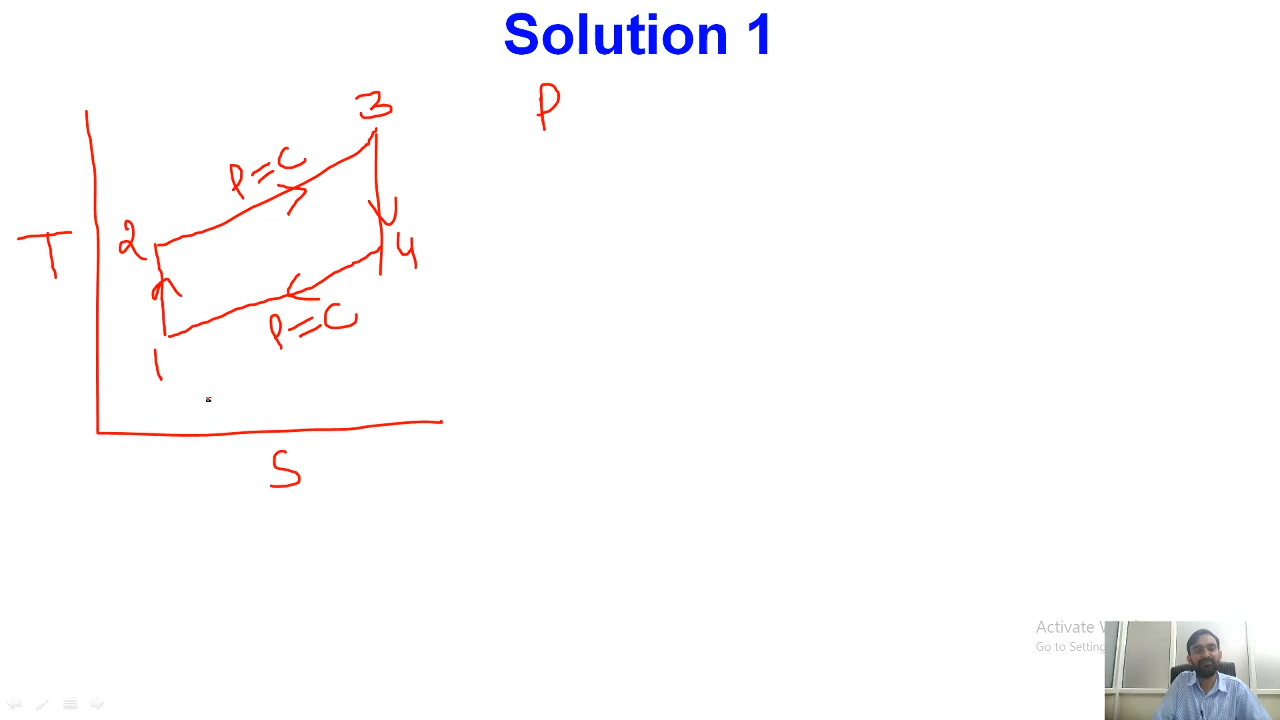 Solution 1
3
P
P=C
2
T
4
P=C
1
S
Activate W
Go to Setting